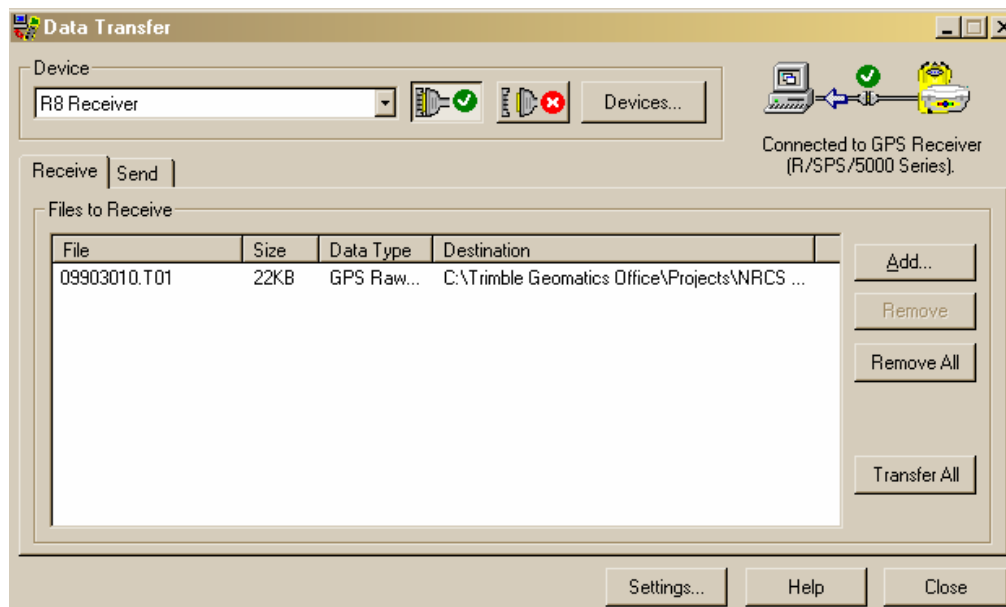 Data Transfer
Device
R8 Receiver
Devices...
Connected to GPS Receiver
(R/SPS/5000 Series).
Receive Send
Files to Receive
File Size Data Type Destination
09903010.T01 22KB GPS Raw... C:\Trimble Geomatics Office\Projects\NRCS ...
Add...
Remove
Remove All
Transfer All
Settings... Help Close